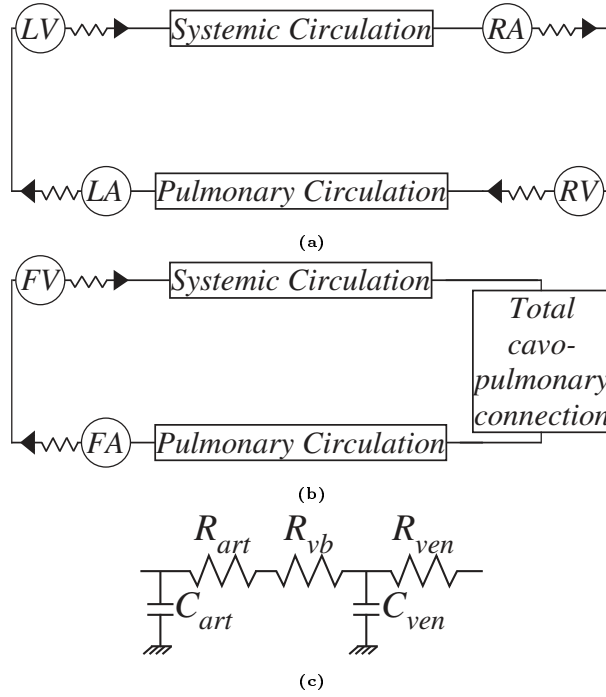 LV Systemic Circulation RA
LA Pulmonary Circulation RV
(a)
FV Systemic Circulation
Total
cavo-
pulmonary
connection
FA Pulmonary Circulation
(b)
R_art R_vb R_ven
C_art C_ven
(c)